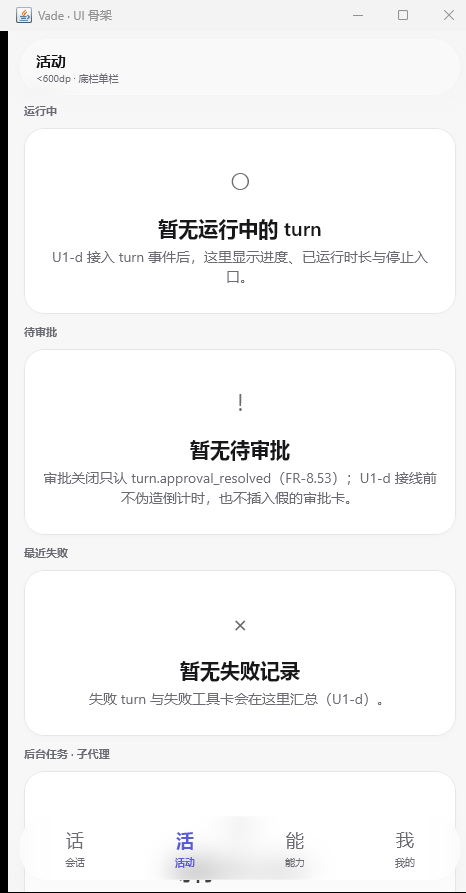 Vade · UI 骨架
活动
<600dp · 底栏单栏
运行中
暂无运行中的 turn
U1-d 接入 turn 事件后，这里显示进度、已运行时长与停止入
口。
待审批
!
暂无待审批
审批关闭只认 turn.approval_resolved（FR-8.53）；U1-d 接线前
不伪造倒计时，也不插入假的审批卡。
最近失败
×
暂无失败记录
失败 turn 与失败工具卡会在这里汇总（U1-d）。
后台任务 · 子代理
话 活 能 我
会话 活动 能力 我的